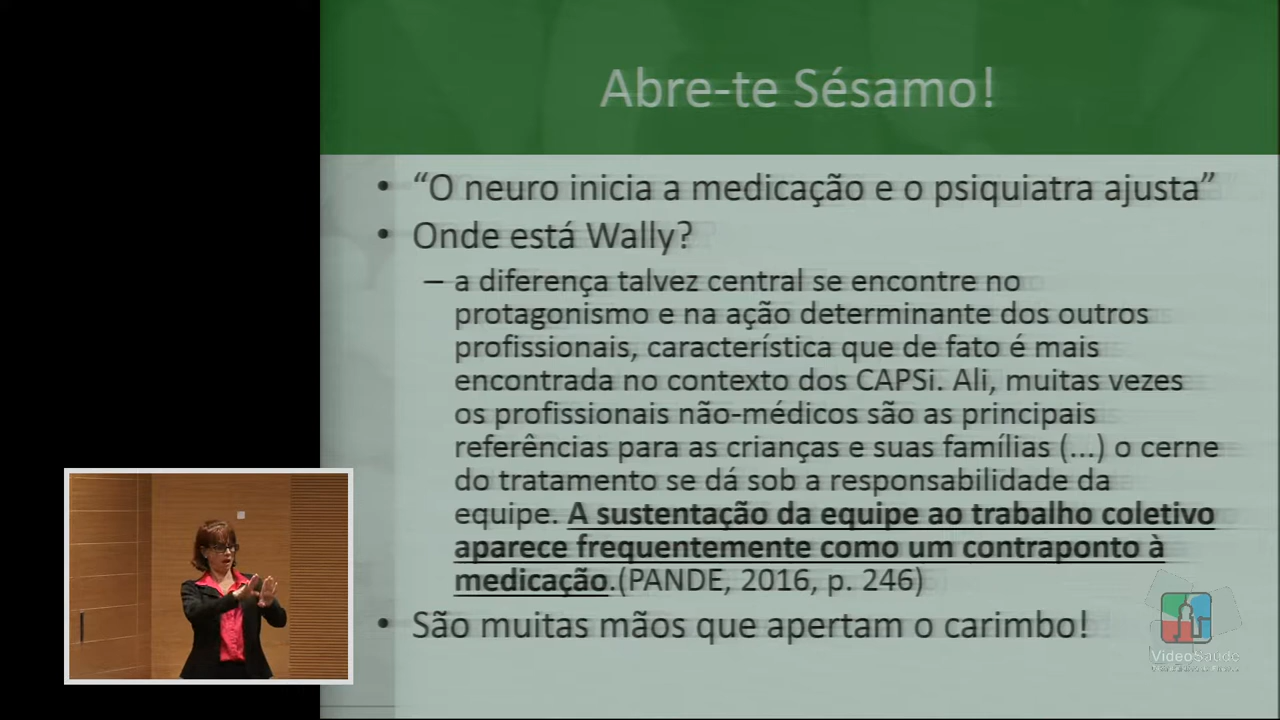 Abre-te Sésamo!
• “O neuro inicia a medicação e o psiquiatra ajusta”
• Onde está Wally?
– a diferença talvez central se encontre no
protagonismo e na ação determinante dos outros
profissionais, característica que de fato é mais
encontrada no contexto dos CAPSi. Ali, muitas vezes
os profissionais não-médicos são as principais
referências para as crianças e suas famílias (...) o cerne
do tratamento se dá sob a responsabilidade da
equipe. A sustentação da equipe ao trabalho coletivo
aparece frequentemente como um contraponto à
medicação.(PANDE, 2016, p. 246)
• São muitas mãos que apertam o carimbo!
VideoSaúde